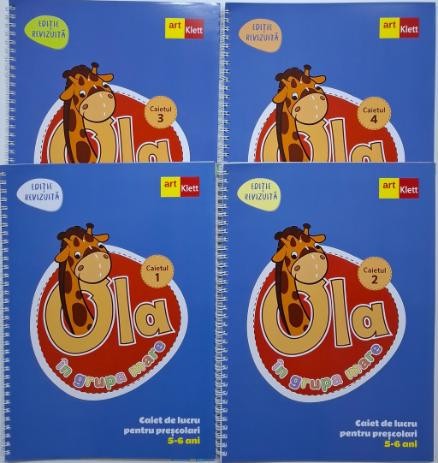 EDIȚIE
REVIZUITĂ
art
Klett
Caietul
3
Ola
EDIȚIE
REVIZUITĂ
art
Klett
Caietul
4
Ola
EDIȚIE
REVIZUITĂ
art
Klett
Caietul
1
Ola
în grupa mare
Caiet de lucru
pentru preșcolari
5-6 ani
EDIȚIE
REVIZUITĂ
art
Klett
Caietul
2
Ola
în grupa mare
Caiet de lucru
pentru preșcolari
5-6 ani